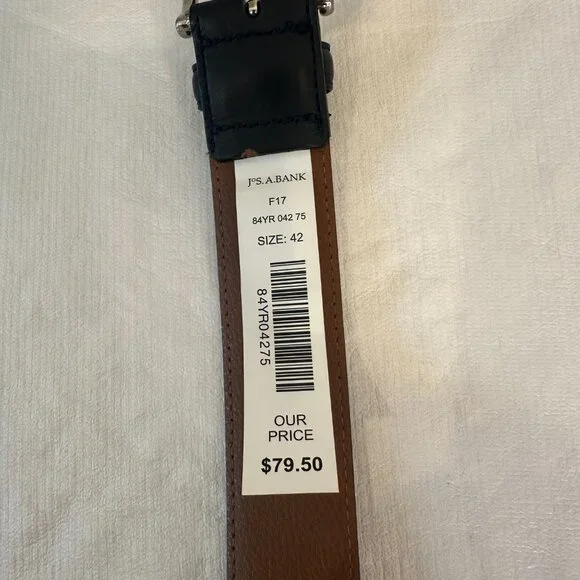 JOS. A. BANK
F17
84YR 042 75
SIZE: 42
84YR04275
OUR
PRICE
$79.50